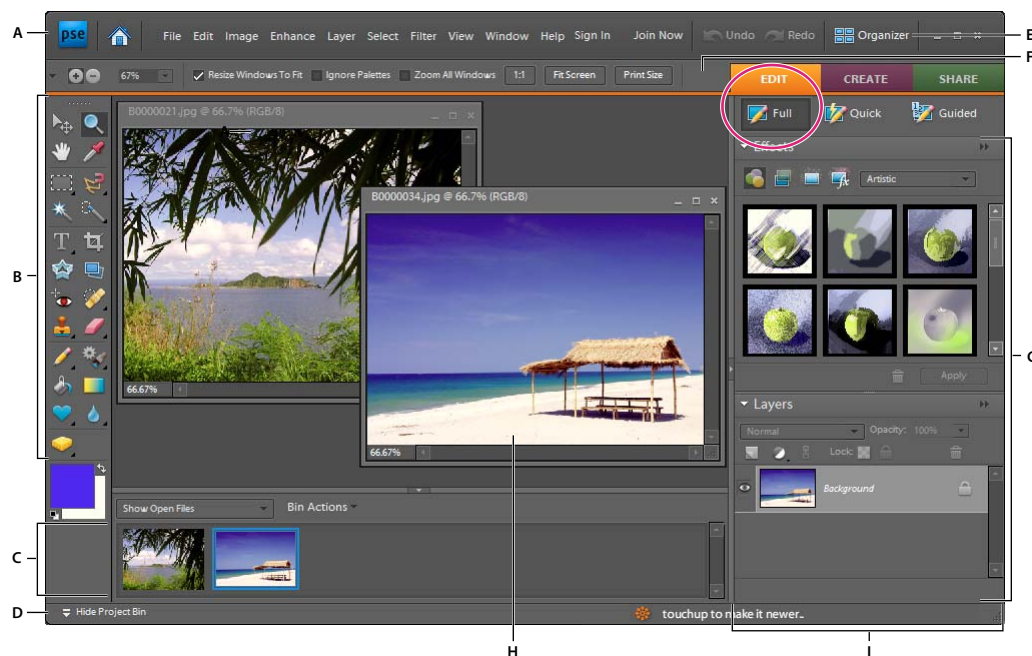 A
pse
File Edit Image Enhance Layer Select Filter View Window Help Sign In Join Now Undo Redo Organizer
67% Resize Windows To Fit Ignore Palettes Zoom All Windows 1:1 Fit Screen Print Size
F
EDIT CREATE SHARE
Full Quick Guided
B0000021.jpg @ 66.7% (RGB/8)
Effects
Artistic
B0000034.jpg @ 66.7% (RGB/8)
B
66.67%
Apply
Layers
Normal Opacity: 100%
66.67%
Lock:
Background
Show Open Files Bin Actions
C
D
Hide Project Bin
touchup to make it newer..
H
I